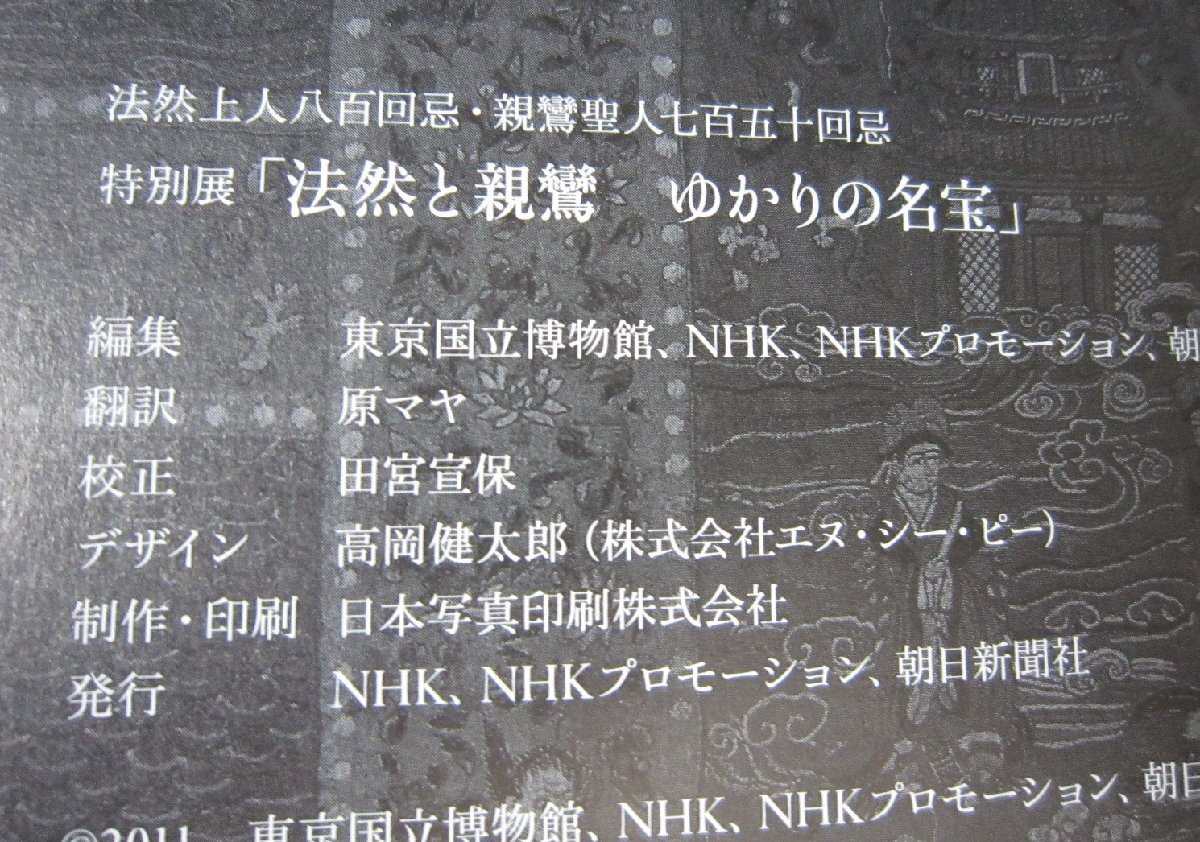 法然上人八百回忌・親鸞聖人七百五十回忌
特別展「法然と親鸞　ゆかりの名宝」
編集　東京国立博物館、NHK、NHKプロモーション、朝
翻訳　原マヤ
校正　田宮宣保
デザイン　高岡健太郎（株式会社エヌ・シー・ピー）
制作・印刷　日本写真印刷株式会社
発行　NHK、NHKプロモーション、朝日新聞社
©2011　東京国立博物館、NHK、NHKプロモーション、朝日